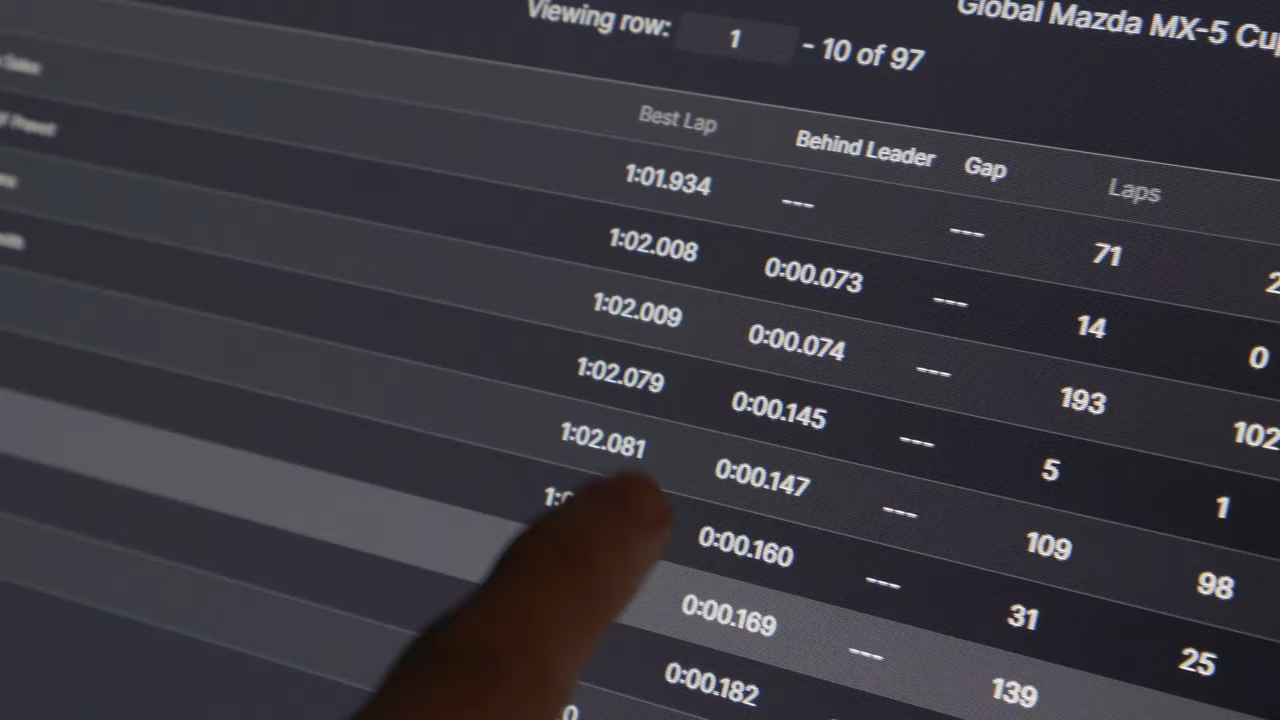 Viewing row: 1 - 10 of 97
Global Mazda MX-5
Best Lap Behind Leader Gap Laps
1:01.934 --- --- 71
1:02.008 0:00.073 --- 14 0
1:02.009 0:00.074 --- 193 102
1:02.079 0:00.145 --- 5 1
1:02.081 0:00.147 --- 109 98
0:00.160 --- 31 25
0:00.169 --- 139
0:00.182